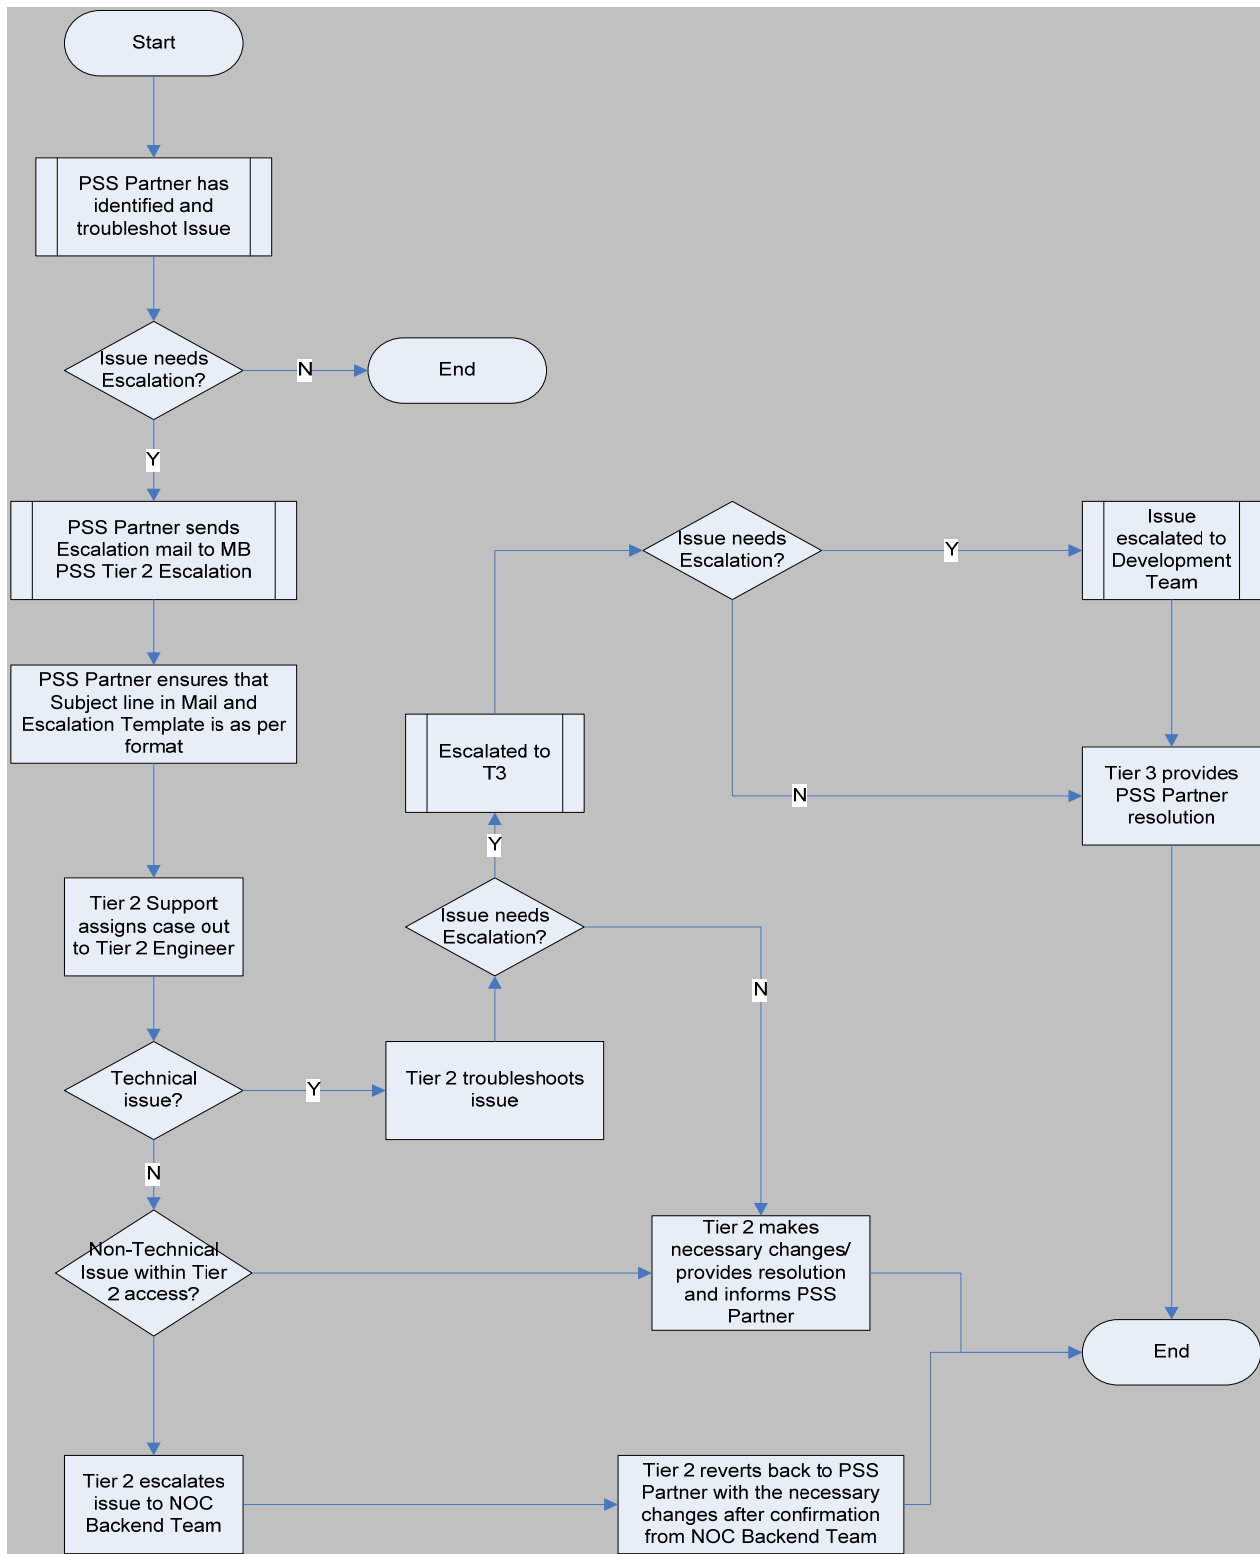 Start
PSS Partner has
identified and
troubleshot Issue
Issue needs
Escalation?
N
End
Y
PSS Partner sends
Escalation mail to MB
PSS Tier 2 Escalation
PSS Partner ensures that
Subject line in Mail and
Escalation Template is as per
format
Tier 2 Support
assigns case out
to Tier 2 Engineer
Technical
issue?
Y
Tier 2 troubleshoots
issue
Issue needs
Escalation?
Y
Escalated to
T3
Issue needs
Escalation?
Y
Issue
escalated to
Development
Team
N
Tier 3 provides
PSS Partner
resolution
N
N
Non-Technical
Issue within Tier
2 access?
Tier 2 makes
necessary changes/
provides resolution
and informs PSS
Partner
End
Tier 2 escalates
issue to NOC
Backend Team
Tier 2 reverts back to PSS
Partner with the necessary
changes after confirmation
from NOC Backend Team